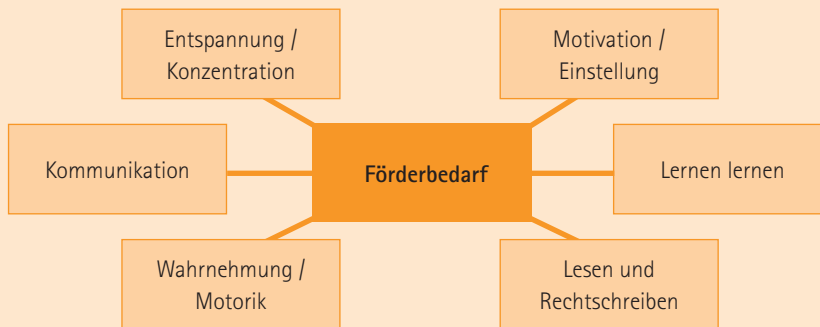 Entspannung /
Konzentration
Motivation /
Einstellung
Kommunikation
Förderbedarf
Lernen lernen
Wahrnehmung /
Motorik
Lesen und
Rechtschreiben